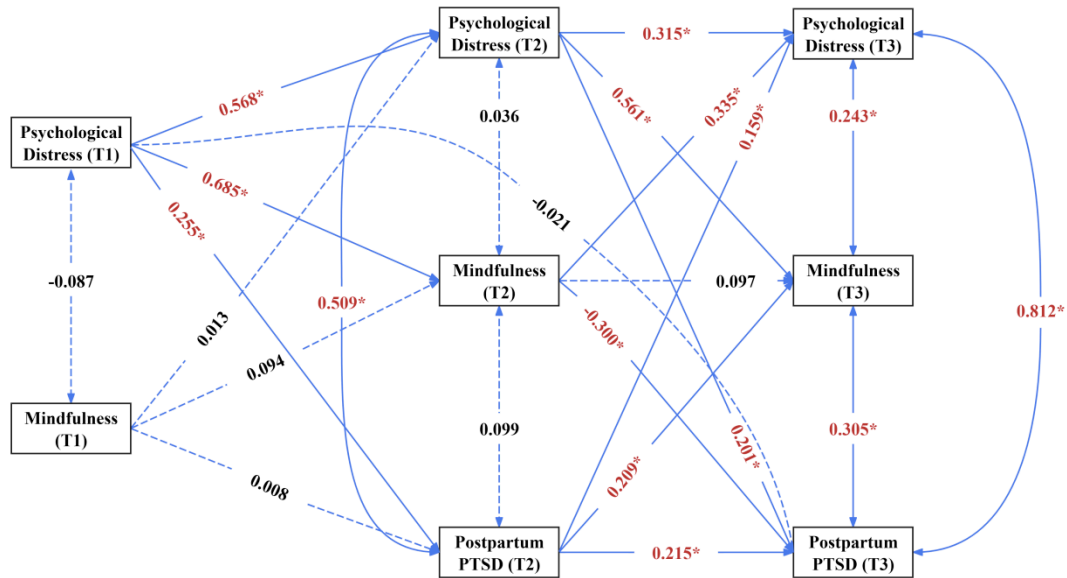 Psychological
Distress (T2)
Psychological
Distress (T3)
0.315*
0.568*
0.036
0.561*
0.335*
0.159*
0.243*
Psychological
Distress (T1)
0.685*
0.255*
-0.021
-0.087
Mindfulness
(T2)
0.097
Mindfulness
(T3)
0.013
0.509*
-0.300*
0.812*
0.094
Mindfulness
(T1)
0.099
0.201*
0.305*
0.209*
0.008
Postpartum
PTSD (T2)
0.215*
Postpartum
PTSD (T3)